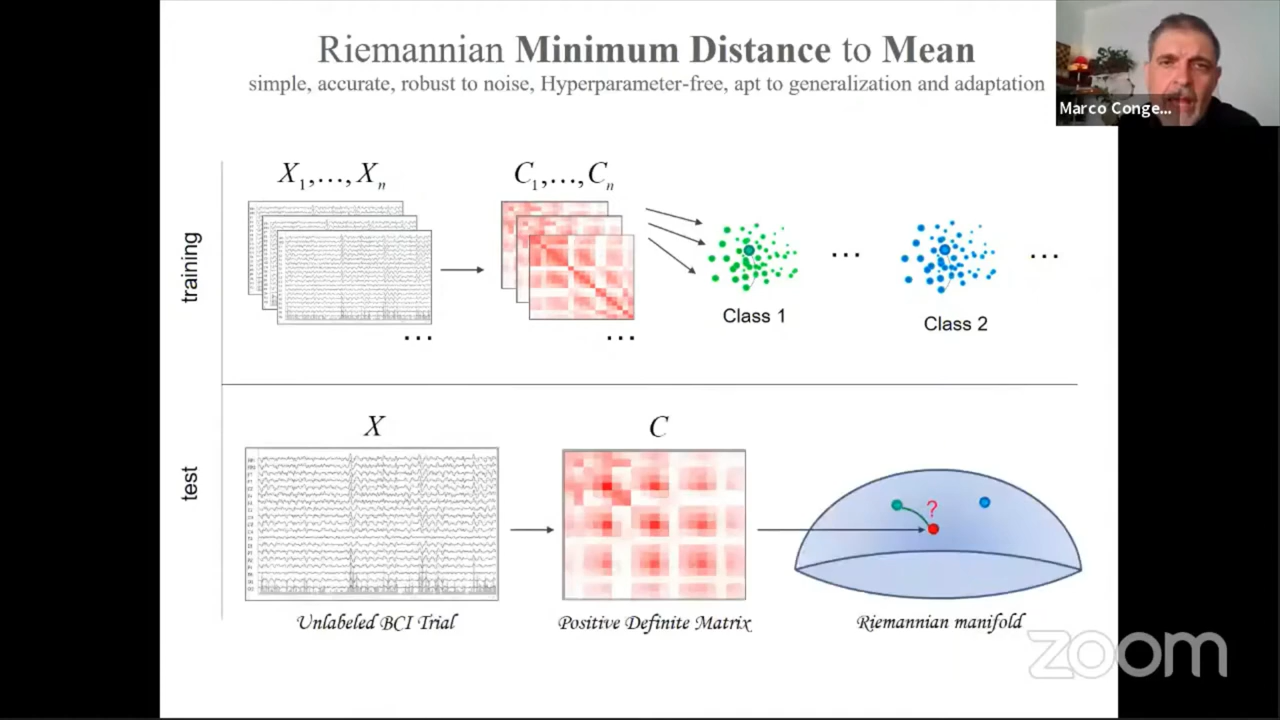 Riemannian Minimum Distance to Mean
simple, accurate, robust to noise, Hyperparameter-free, apt to generalization and adaptation
Marco Conge...
X1,…,Xn
C1,…,Cn
training
...
...
...
...
Class 1
Class 2
X
C
test
?
Unlabeled BCI Trial
Positive Definite Matrix
Riemannian manifold
zoom